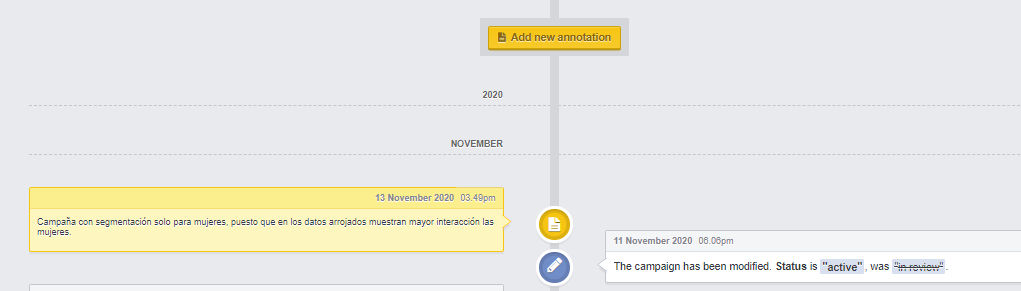 Add new annotation
2020
NOVEMBER
13 November 2020 03.49pm
Campaña con segmentación solo para mujeres, puesto que en los datos arrojados muestran mayor interacción las
mujeres.
11 November 2020 06.06pm
The campaign has been modified. Status is "active", was "in review".